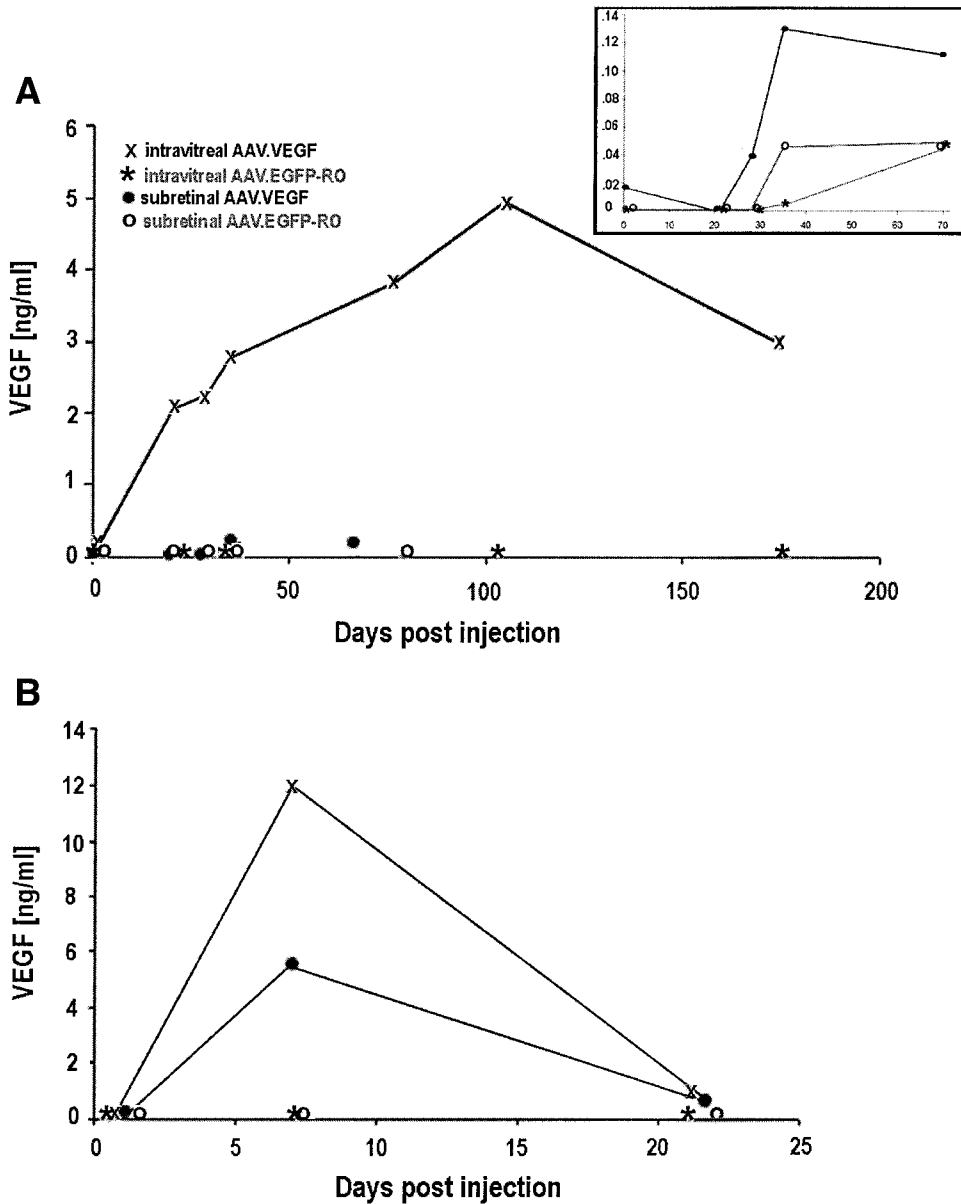 A
6
5
4
3
2
1
0
VEGF [ng/ml]
X intravitreal AAV.VEGF
* intravitreal AAV.EGFP-RO
● subretinal AAV.VEGF
O subretinal AAV.EGFP-RO
.14
.12
.10
.08
.06
.04
.02
0
0 10 20 30 40 50 60 70
0 50 100 150 200
Days post injection
B
14
12
10
8
6
4
2
0
VEGF [ng/ml]
0 5 10 15 20 25
Days post injection